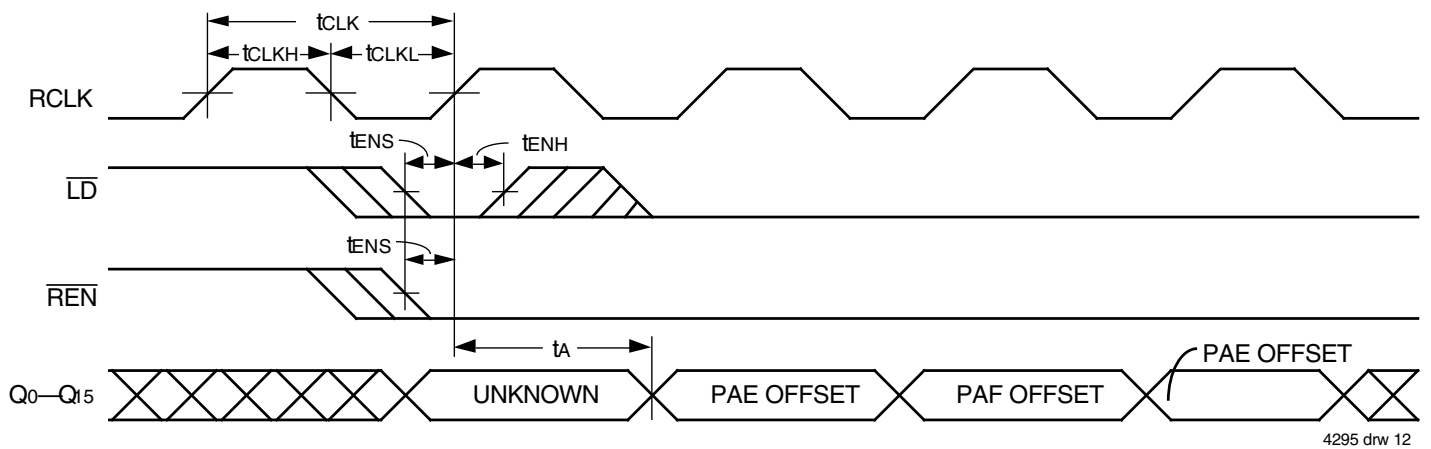 tCLK
tCLKH tCLKL
RCLK
tENS tENH
LD
tENS
REN
tA
PAE OFFSET
Q0—Q15 UNKNOWN PAE OFFSET PAF OFFSET
4295 drw 12